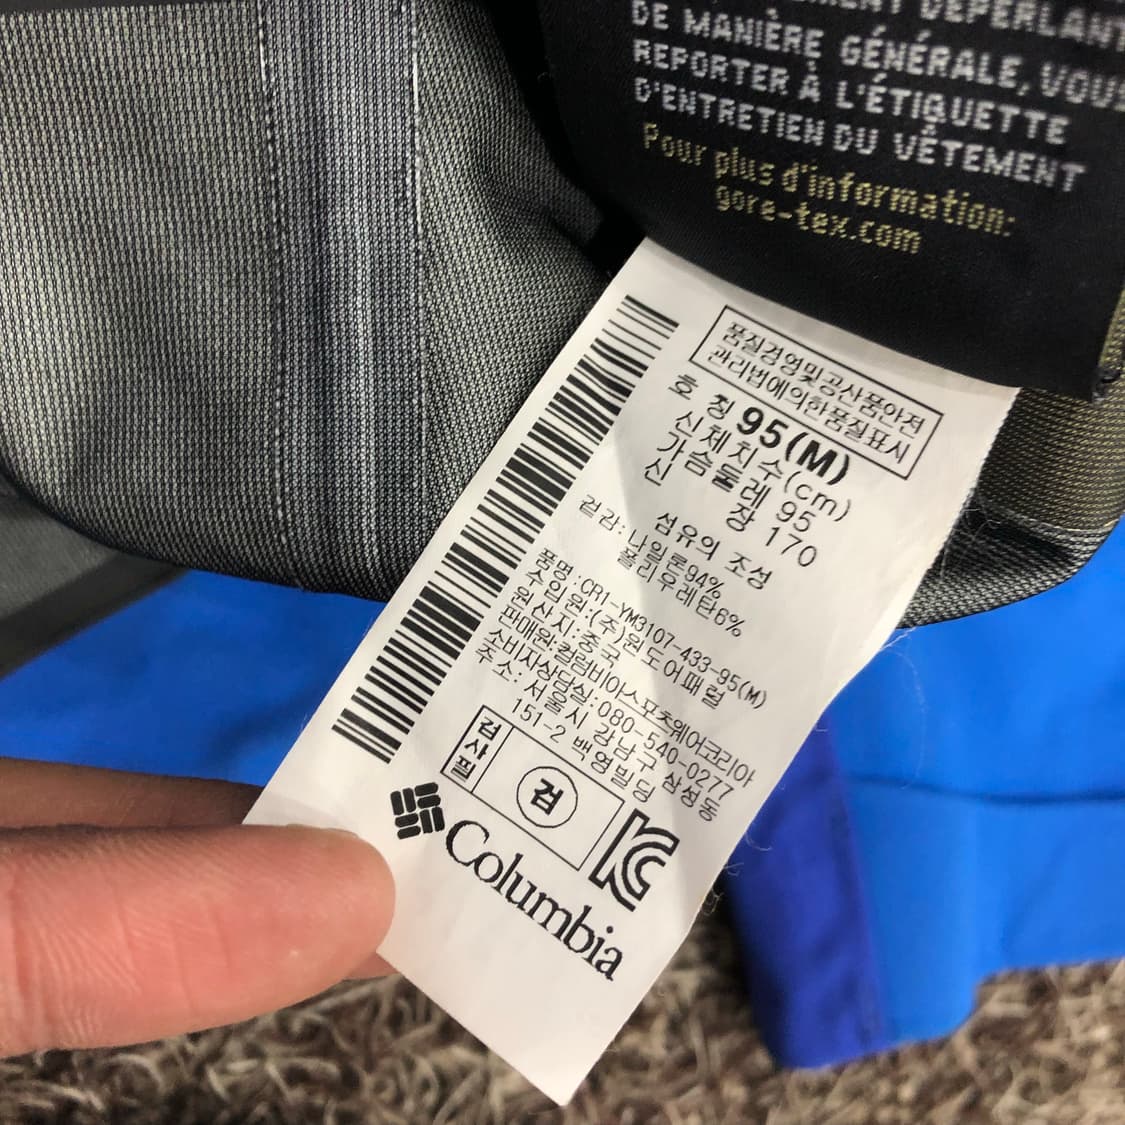 DÉPERLANT
DE MANIÈRE GÉNÉRALE, VOUS
REPORTER À L'ÉTIQUETTE
D'ENTRETIEN DU VÊTEMENT
Pour plus d'information:
gore-tex.com
품질경영및공산품안전
관리법에의한품질표시
호 칭 95(M)
신체치수(cm)
가슴둘레 95
신 장 170
섬유의 조성
겉감: 나일론94%
폴리우레탄6%
품명:CR1-YM3107-433-95(M)
수입원:(주)원도어패럴
원산지:중국
판매원:컬럼비아스포츠웨어코리아
소비자상담실:080-540-0277
주소: 서울시 강남구 삼성동
151-2 백영빌딩
검사필
검
KC
Columbia